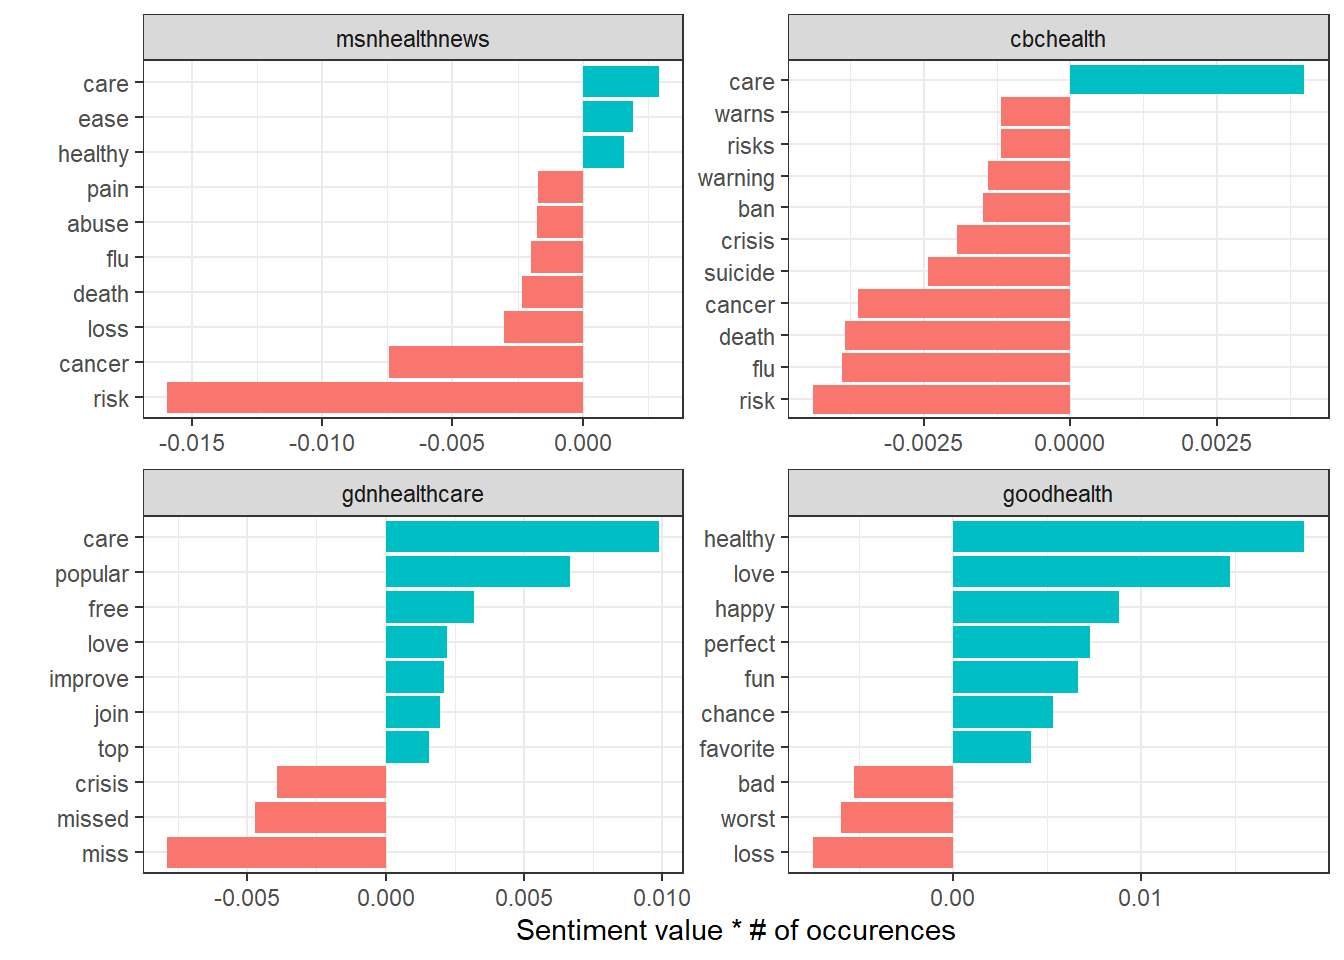 msnhealthnews
care
ease
healthy
pain
abuse
flu
death
loss
cancer
risk
-0.015 -0.010 -0.005 0.000
cbchealth
care
warns
risks
warning
ban
crisis
suicide
cancer
death
flu
risk
-0.0025 0.0000 0.0025
gdnhealthcare
care
popular
free
love
improve
join
top
crisis
missed
miss
-0.005 0.000 0.005 0.010
goodhealth
healthy
love
happy
perfect
fun
chance
favorite
bad
worst
loss
0.00 0.01
Sentiment value * # of occurences